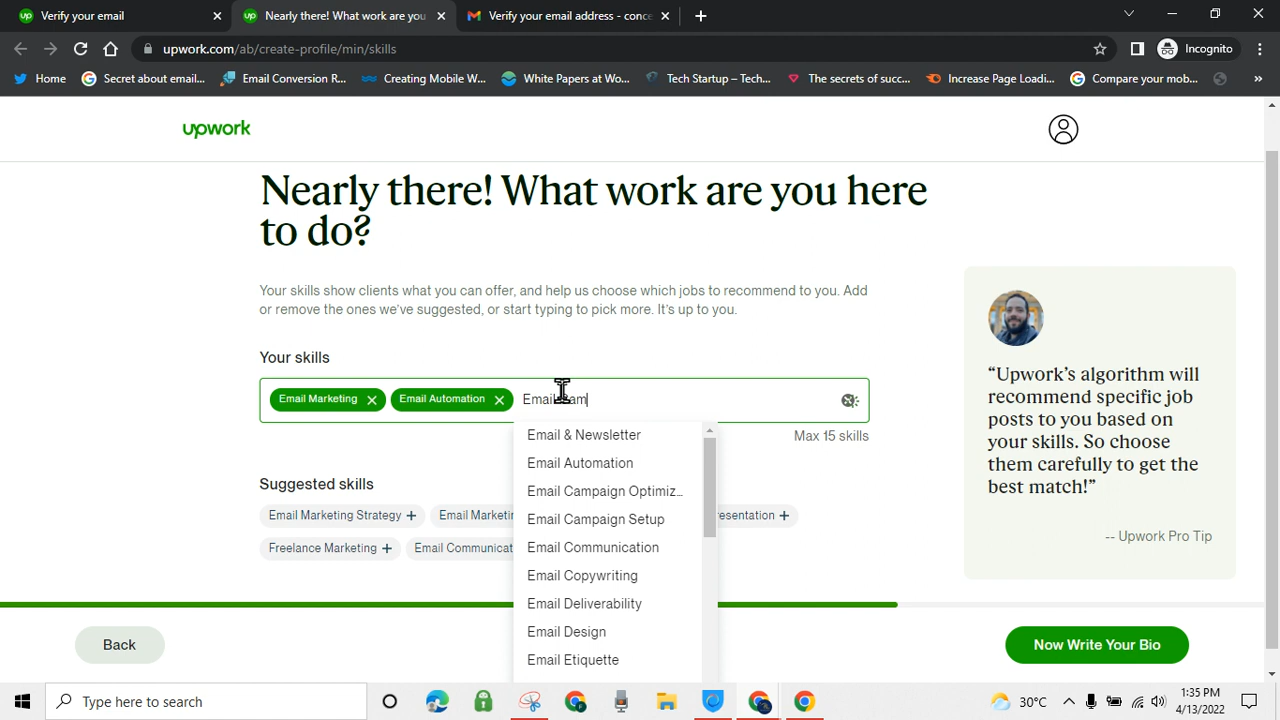 Verify your email
Nearly there! What work are you
Verify your email address - conce
upwork.com/ab/create-profile/min/skills
Incognito
Home
Secret about email...
Email Conversion R...
Creating Mobile W...
White Papers at Wo...
Tech Startup – Tech...
The secrets of succ...
Increase Page Loadi...
Compare your mob...
»
upwork
Nearly there! What work are you here
to do?
Your skills show clients what you can offer, and help us choose which jobs to recommend to you. Add
or remove the ones we've suggested, or start typing to pick more. It's up to you.
Your skills
Email Marketing
Email Automation
Max 15 skills
Email & Newsletter
Email Automation
Email Campaign Optimiz...
Email Campaign Setup
Email Communication
Email Copywriting
Email Deliverability
Email Design
Email Etiquette
Suggested skills
Email Marketing Strategy +
Freelance Marketing +
"Upwork's algorithm will
recommend specific job
posts to you based on
your skills. So choose
them carefully to get the
best match!"
-- Upwork Pro Tip
Back
Now Write Your Bio
Type here to search
30°C
1:35 PM
4/13/2022